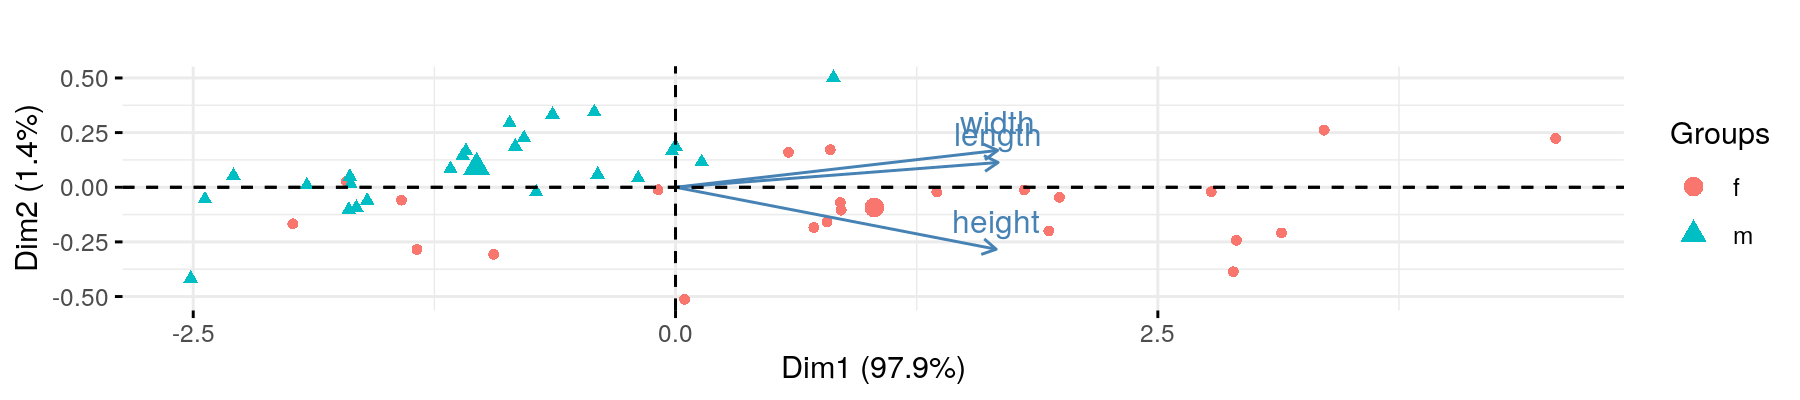 0.50
0.25
0.00
-0.25
-0.50
Dim2 (1.4%)
width
length
height
-2.5
0.0
2.5
Dim1 (97.9%)
Groups
f
m